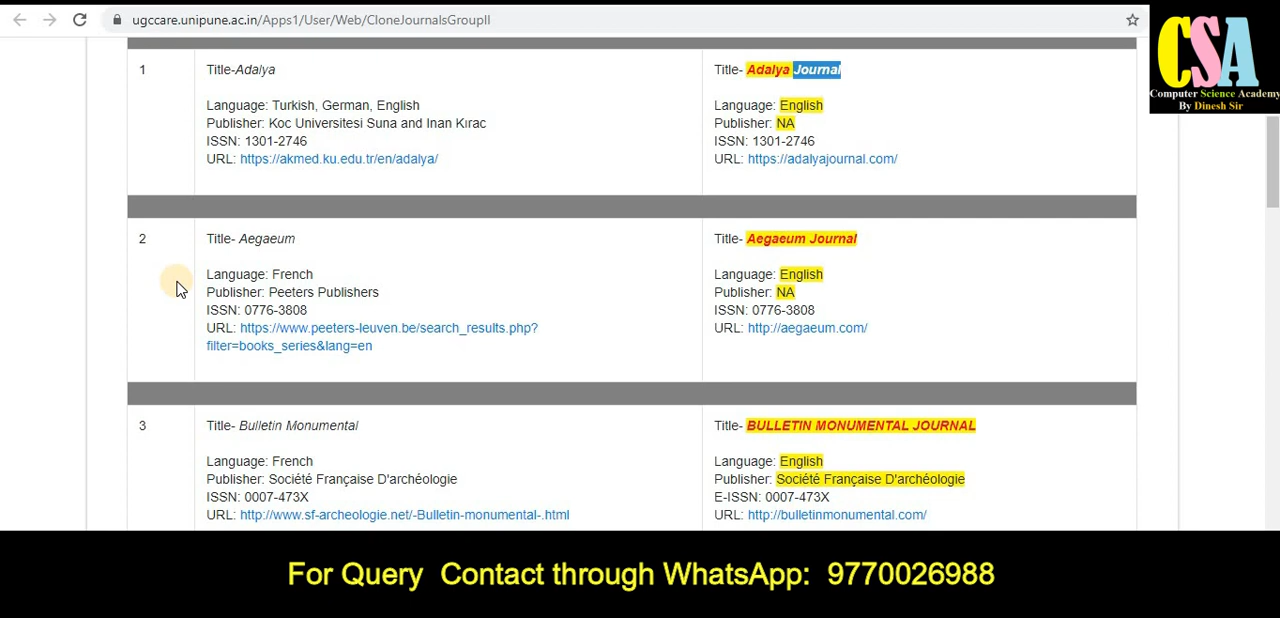 ugccare.unipune.ac.in/Apps1/User/Web/CloneJournalsGroupII
CSA
Computer Science Academy
By Dinesh Sir
1
Title-Adalya
Language: Turkish, German, English
Publisher: Koc Universitesi Suna and Inan Kırac
ISSN: 1301-2746
URL: https://akmed.ku.edu.tr/en/adalya/
Title- Adalya Journal
Language: English
Publisher: NA
ISSN: 1301-2746
URL: https://adalyajournal.com/
2
Title- Aegaeum
Language: French
Publisher: Peeters Publishers
ISSN: 0776-3808
URL: https://www.peeters-leuven.be/search_results.php?
filter=books_series&lang=en
Title- Aegaeum Journal
Language: English
Publisher: NA
ISSN: 0776-3808
URL: http://aegaeum.com/
3
Title- Bulletin Monumental
Language: French
Publisher: Société Française D'archéologie
ISSN: 0007-473X
URL: http://www.sf-archeologie.net/-Bulletin-monumental-.html
Title- BULLETIN MONUMENTAL JOURNAL
Language: English
Publisher: Société Française D'archéologie
E-ISSN: 0007-473X
URL: http://bulletinmonumental.com/
For Query Contact through WhatsApp: 9770026988